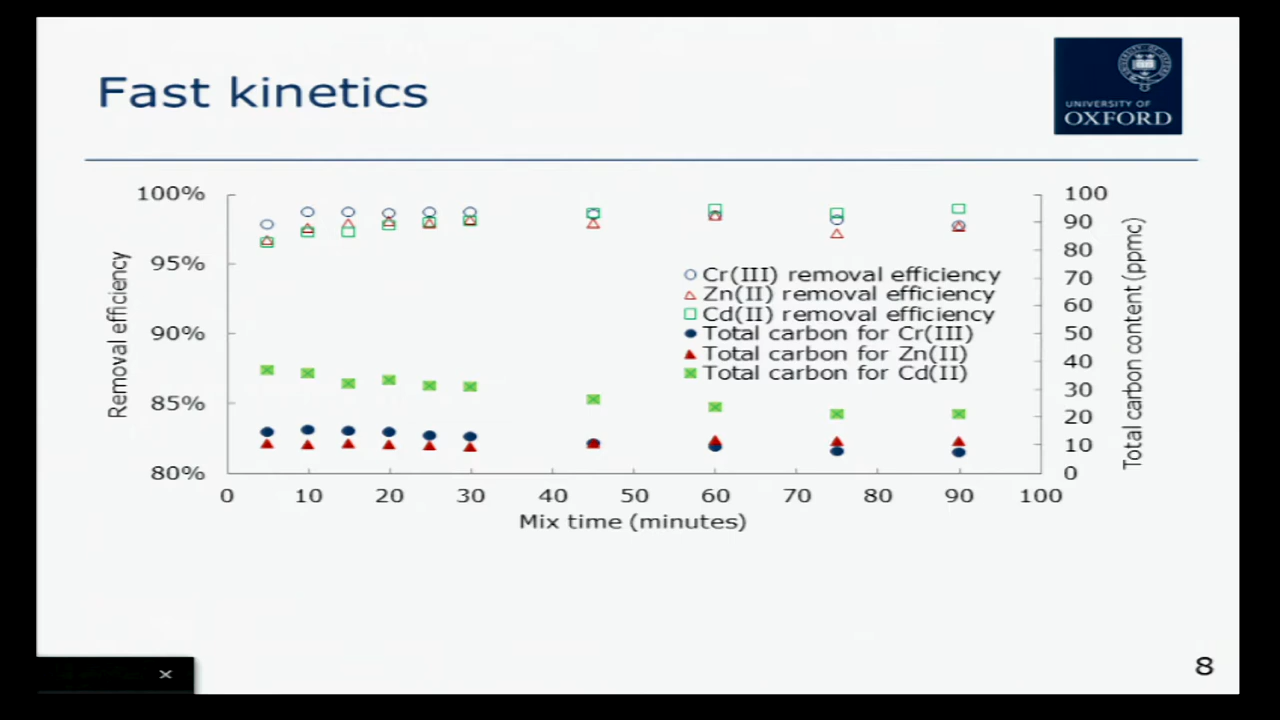 Fast kinetics
UNIVERSITY OF
OXFORD
100%
95%
90%
85%
80%
Removal efficiency
100
90
80
70
60
50
40
30
20
10
0
Total carbon content (ppmc)
Cr(III) removal efficiency
Zn(II) removal efficiency
Cd(II) removal efficiency
Total carbon for Cr(III)
Total carbon for Zn(II)
Total carbon for Cd(II)
0 10 20 30 40 50 60 70 80 90 100
Mix time (minutes)
8